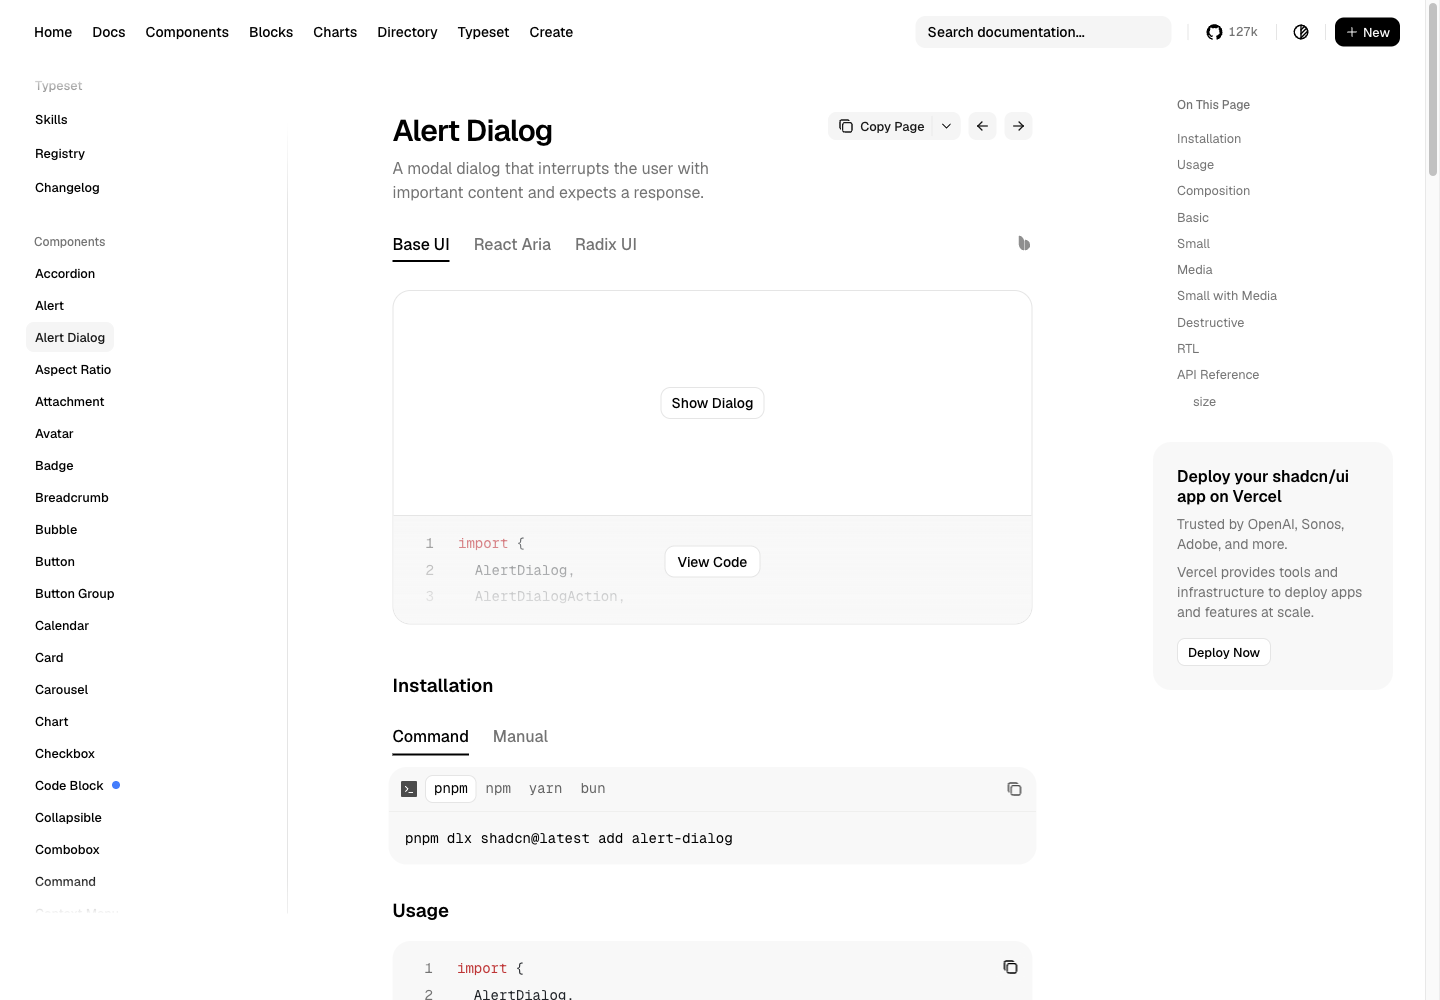 Home Docs Components Blocks Charts Directory Typeset Create
Search documentation...
127k
New
Typeset
Skills
Registry
Changelog
Components
Accordion
Alert
Alert Dialog
Aspect Ratio
Attachment
Avatar
Badge
Breadcrumb
Bubble
Button
Button Group
Calendar
Card
Carousel
Chart
Checkbox
Code Block
Collapsible
Combobox
Command
Alert Dialog
Copy Page
A modal dialog that interrupts the user with
important content and expects a response.
Base UI React Aria Radix UI
Show Dialog
1 import {
2 AlertDialog,
3 AlertDialogAction,
View Code
Installation
Command Manual
pnpm npm yarn bun
pnpm dlx shadcn@latest add alert-dialog
Usage
1 import {
2 AlertDialog,
On This Page
Installation
Usage
Composition
Basic
Small
Media
Small with Media
Destructive
RTL
API Reference
size
Deploy your shadcn/ui
app on Vercel
Trusted by OpenAI, Sonos,
Adobe, and more.
Vercel provides tools and
infrastructure to deploy apps
and features at scale.
Deploy Now